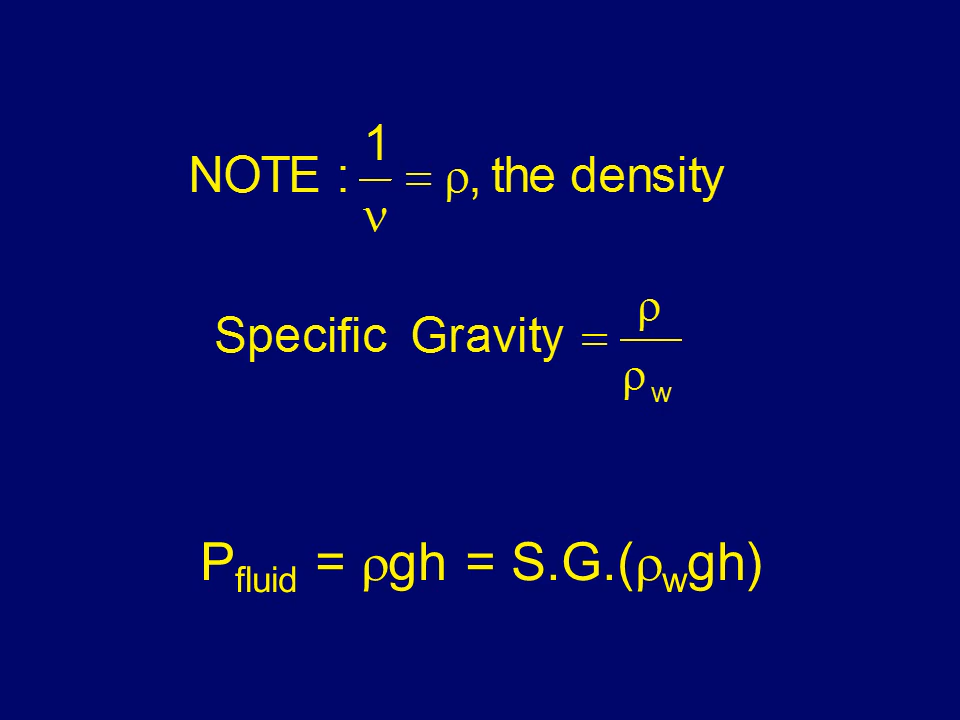 NOTE : 1/ν = ρ, the density
Specific Gravity = ρ/ρw
Pfluid = ρgh = S.G.(ρwgh)